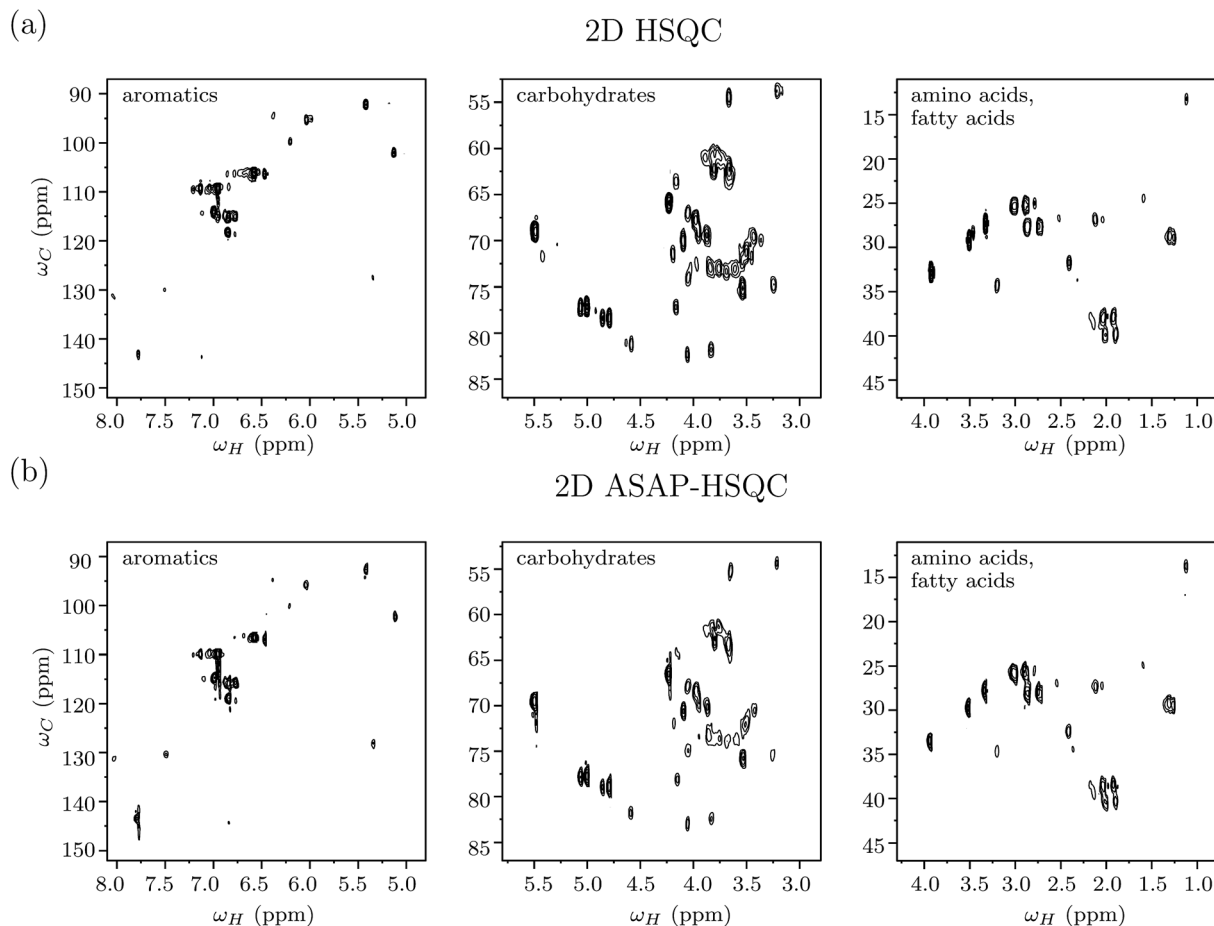 (a)
2D HSQC
aromatics
carbohydrates
amino acids,
fatty acids
90
100
110
120
130
140
150
ω_C (ppm)
8.0 7.5 7.0 6.5 6.0 5.5 5.0
ω_H (ppm)
55
60
65
70
75
80
85
5.5 5.0 4.5 4.0 3.5 3.0
ω_H (ppm)
15
20
25
30
35
40
45
4.0 3.5 3.0 2.5 2.0 1.5 1.0
ω_H (ppm)
(b)
2D ASAP-HSQC
aromatics
carbohydrates
amino acids,
fatty acids
90
100
110
120
130
140
150
ω_C (ppm)
8.0 7.5 7.0 6.5 6.0 5.5 5.0
ω_H (ppm)
55
60
65
70
75
80
85
5.5 5.0 4.5 4.0 3.5 3.0
ω_H (ppm)
15
20
25
30
35
40
45
4.0 3.5 3.0 2.5 2.0 1.5 1.0
ω_H (ppm)